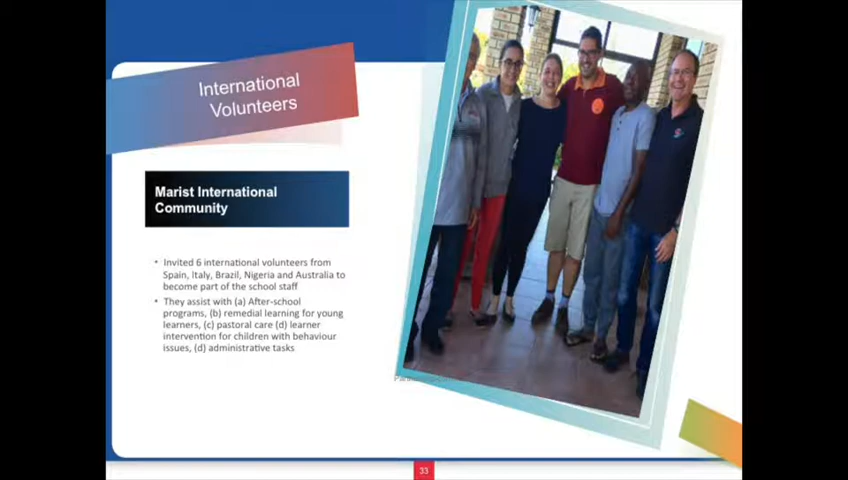 International
Volunteers
Marist International
Community
• Invited 6 international volunteers from
Spain, Italy, Brazil, Nigeria and Australia to
become part of the school staff
• They assist with (a) After-school
programs, (b) remedial learning for young
learners, (c) pastoral care (d) learner
intervention for children with behaviour
issues, (d) administrative tasks
33